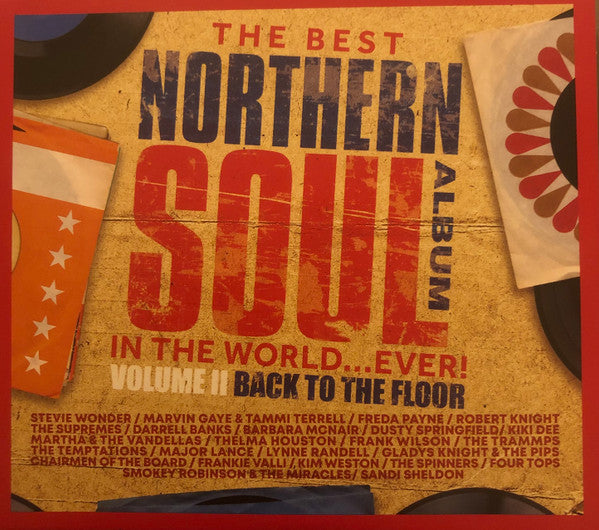 THE BEST
NORTHERN
SOUL
ALBUM
IN THE WORLD...EVER!
VOLUME II BACK TO THE FLOOR
STEVIE WONDER / MARVIN GAYE & TAMMI TERRELL / FREDA PAYNE / ROBERT KNIGHT
THE SUPREMES / DARRELL BANKS / BARBARA MCNAIR / DUSTY SPRINGFIELD / KIKI DEE
MARTHA & THE VANDELLAS / THELMA HOUSTON / FRANK WILSON / THE TRAMMPS
THE TEMPTATIONS / MAJOR LANCE / LYNNE RANDELL / GLADYS KNIGHT & THE PIPS
CHAIRMEN OF THE BOARD / FRANKIE VALLI / KIM WESTON / THE SPINNERS / FOUR TOPS
SMOKEY ROBINSON & THE MIRACLES / SANDI SHELDON